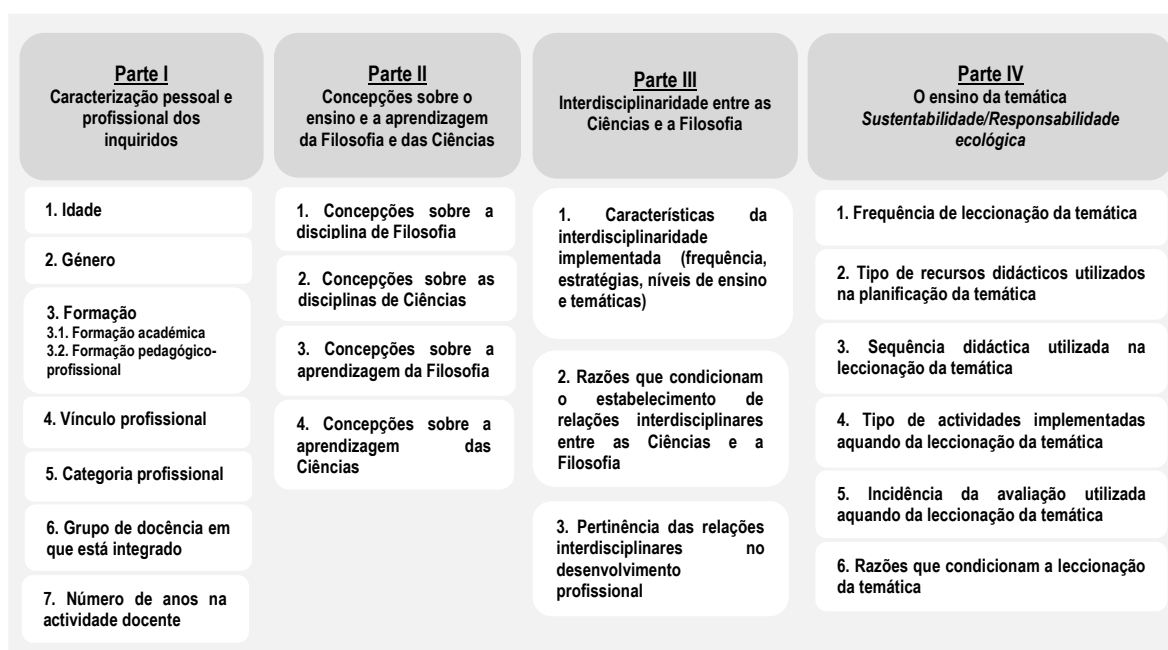 Parte I
Caracterização pessoal e
profissional dos
inquiridos
1. Idade
2. Género
3. Formação
3.1. Formação académica
3.2. Formação pedagógico-
profissional
4. Vínculo profissional
5. Categoria profissional
6. Grupo de docência em
que está integrado
7. Número de anos na
actividade docente
Parte II
Concepções sobre o
ensino e a aprendizagem
da Filosofia e das Ciências
1. Concepções sobre a
disciplina de Filosofia
2. Concepções sobre as
disciplinas de Ciências
3. Concepções sobre a
aprendizagem da Filosofia
4. Concepções sobre a
aprendizagem das
Ciências
Parte III
Interdisciplinaridade entre as
Ciências e a Filosofia
1. Características da
interdisciplinaridade
implementada (frequência,
estratégias, níveis de ensino
e temáticas)
2. Razões que condicionam
o estabelecimento de
relações interdisciplinares
entre as Ciências e a
Filosofia
3. Pertinência das relações
interdisciplinares no
desenvolvimento
profissional
Parte IV
O ensino da temática
Sustentabilidade/Responsabilidade
ecológica
1. Frequência de leccionação da temática
2. Tipo de recursos didácticos utilizados
na planificação da temática
3. Sequência didáctica utilizada na
leccionação da temática
4. Tipo de actividades implementadas
aquando da leccionação da temática
5. Incidência da avaliação utilizada
aquando da leccionação da temática
6. Razões que condicionam a leccionação
da temática